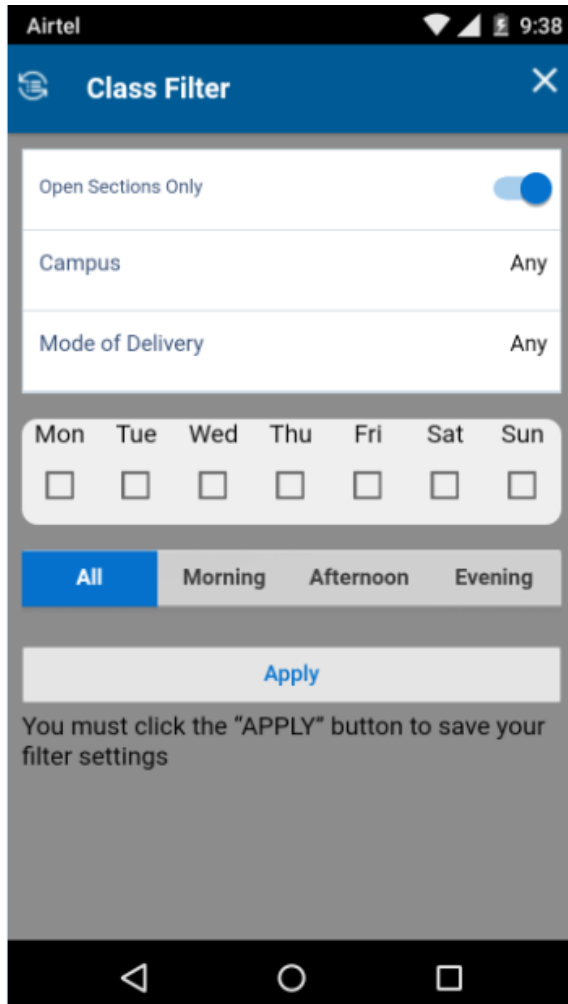 Airtel 9:38
Class Filter
Open Sections Only
Campus Any
Mode of Delivery Any
Mon Tue Wed Thu Fri Sat Sun
All Morning Afternoon Evening
Apply
You must click the “APPLY” button to save your
filter settings